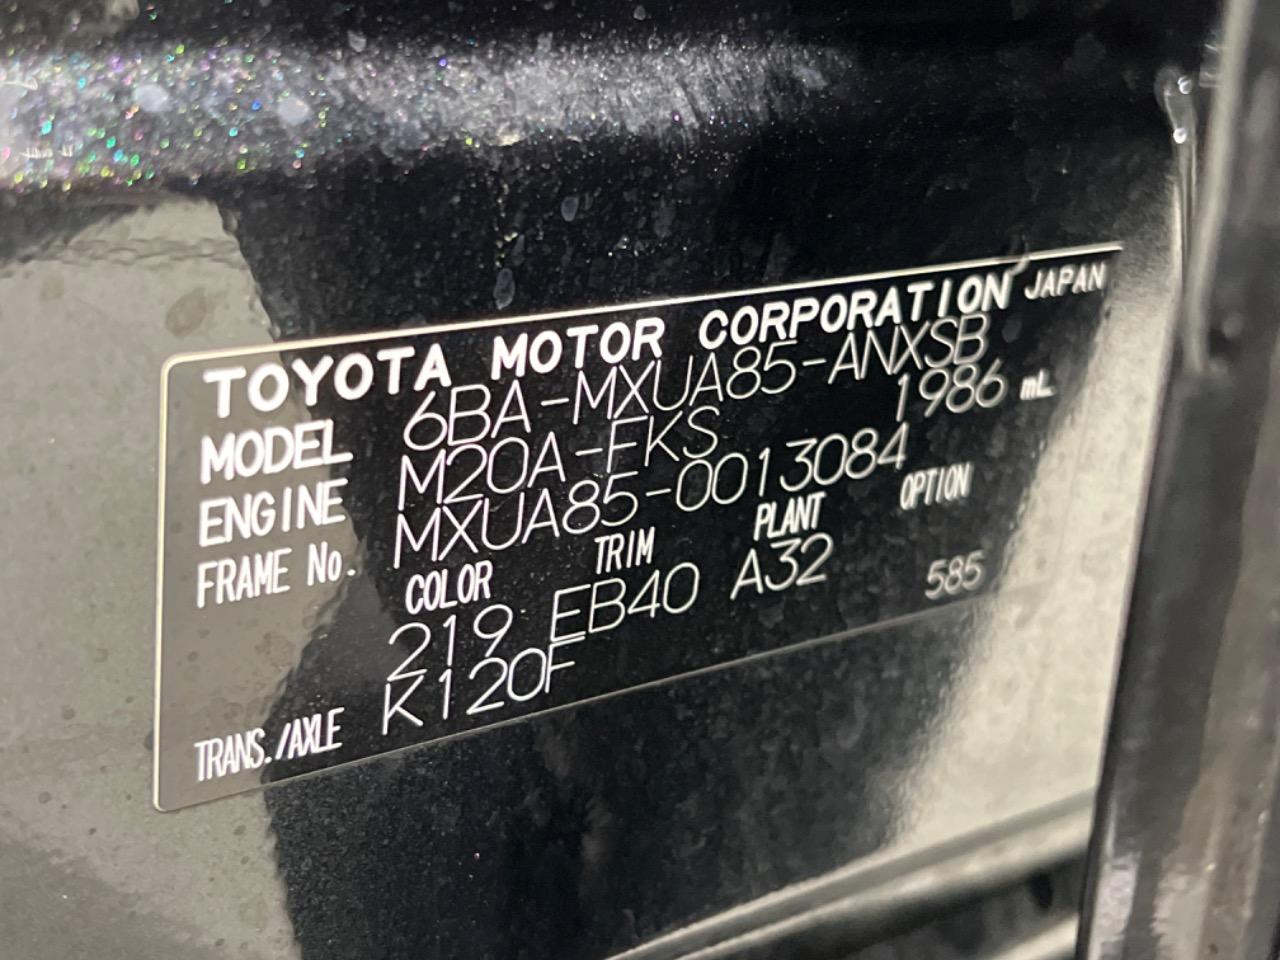 TOYOTA MOTOR CORPORATION JAPAN
MODEL 6BA-MXUA85-ANXSB
ENGINE M20A-FKS 1986 mL
FRAME No. MXUA85-0013084
COLOR TRIM PLANT OPTION
219 EB40 A32 585
TRANS./AXLE K120F